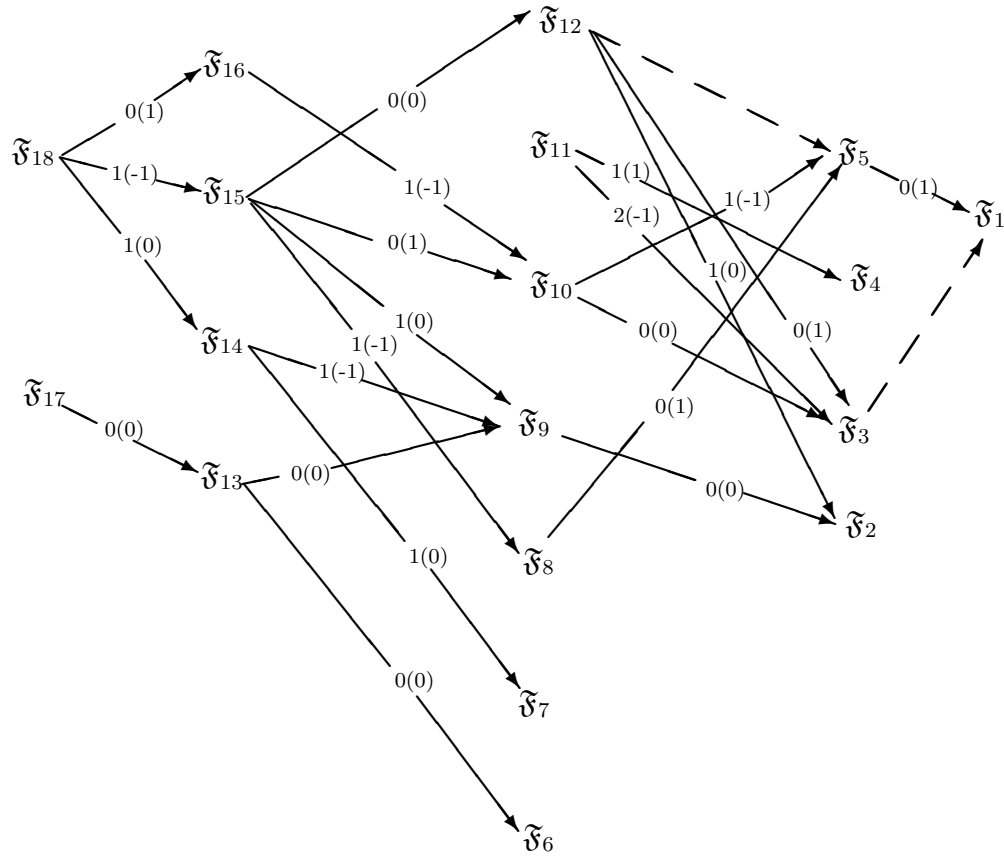 𝔉₁₂
𝔉₁₆
0(0)
0(1)
𝔉₁₈
𝔉₁₁
𝔉₅
1(-1)
1(1)
𝔉₁₅
1(-1)
0(1)
1(-1)
2(-1)
𝔉₁
1(0)
0(1)
1(0)
𝔉₁₀
𝔉₄
1(0)
0(0)
0(1)
𝔉₁₄
1(-1)
1(-1)
𝔉₁₇
0(1)
0(0)
𝔉₉
𝔉₃
𝔉₁₃
0(0)
0(0)
𝔉₂
1(0)
𝔉₈
0(0)
𝔉₇
𝔉₆